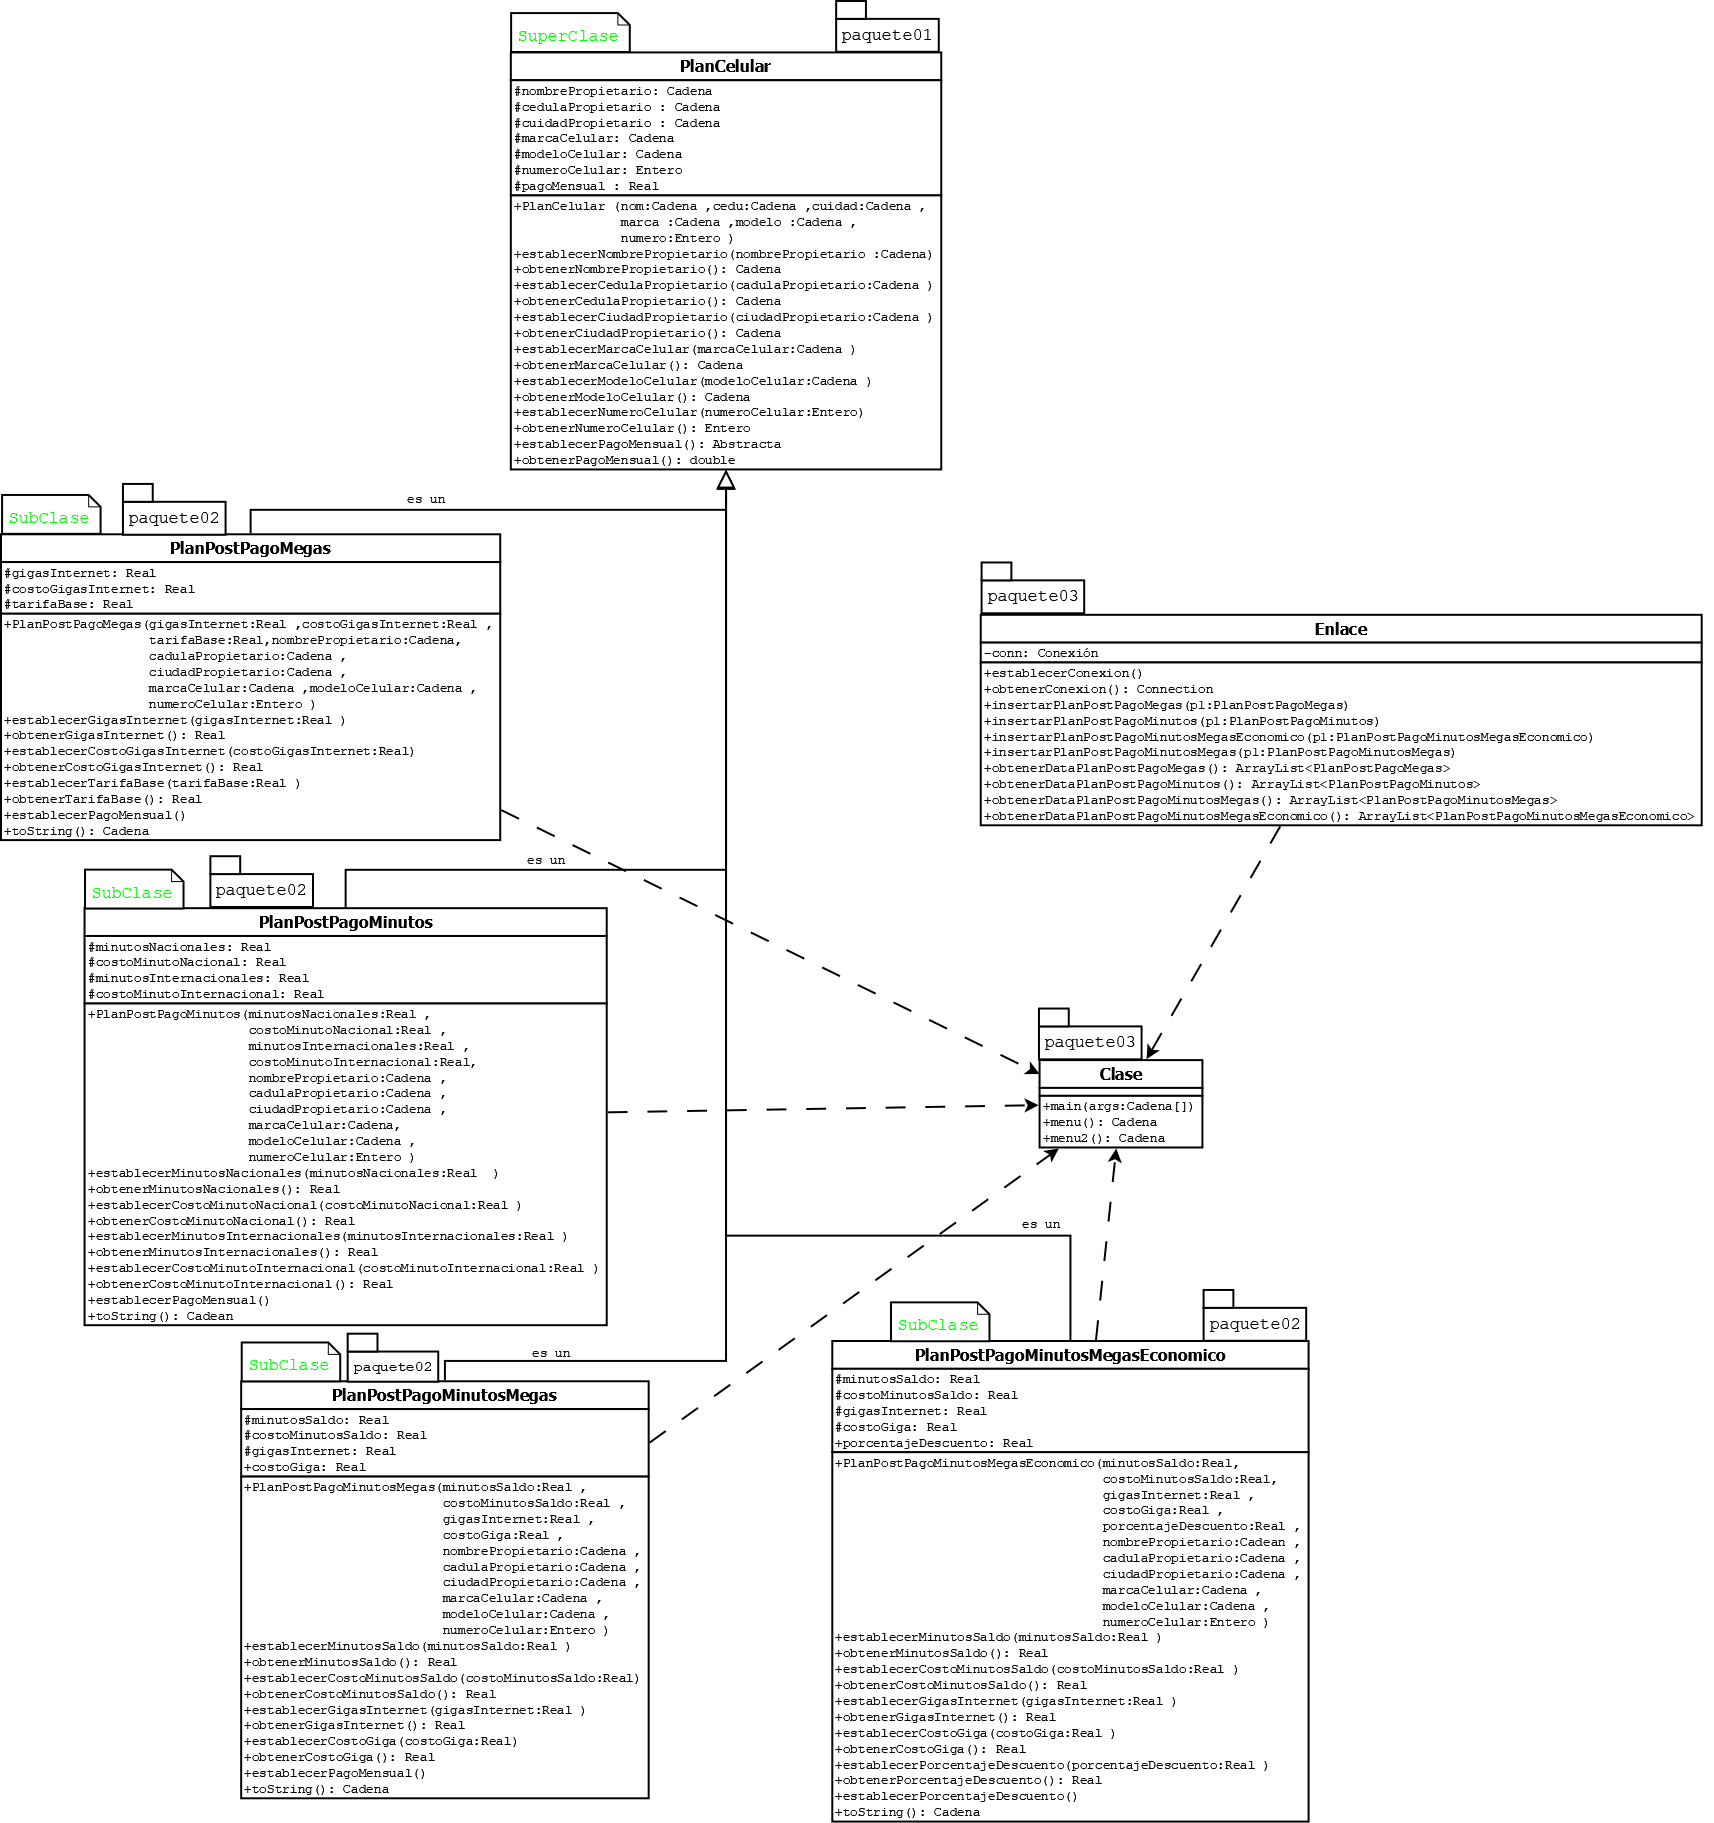 SuperClase
paquete01
PlanCelular
#nombrePropietario: Cadena
#cedulaPropietario : Cadena
#cuidadPropietario : Cadena
#marcaCelular: Cadena
#modeloCelular: Cadena
#numeroCelular: Entero
#pagoMensual : Real
+PlanCelular (nom:Cadena ,cedu:Cadena ,cuidad:Cadena ,
marca :Cadena ,modelo :Cadena ,
numero:Entero )
+establecerNombrePropietario(nombrePropietario :Cadena)
+obtenerNombrePropietario(): Cadena
+establecerCedulaPropietario(cadulaPropietario:Cadena )
+obtenerCedulaPropietario(): Cadena
+establecerCiudadPropietario(ciudadPropietario:Cadena )
+obtenerCiudadPropietario(): Cadena
+establecerMarcaCelular(marcaCelular:Cadena )
+obtenerMarcaCelular(): Cadena
+establecerModeloCelular(modeloCelular:Cadena )
+obtenerModeloCelular(): Cadena
+establecerNumeroCelular(numeroCelular:Entero)
+obtenerNumeroCelular(): Entero
+establecerPagoMensual(): Abstracta
+obtenerPagoMensual(): double
es un
SubClase
paquete02
PlanPostPagoMegas
#gigasInternet: Real
#costoGigasInternet: Real
#tarifaBase: Real
+PlanPostPagoMegas(gigasInternet:Real ,costoGigasInternet:Real ,
tarifaBase:Real,nombrePropietario:Cadena,
cadulaPropietario:Cadena ,
ciudadPropietario:Cadena ,
marcaCelular:Cadena ,modeloCelular:Cadena ,
numeroCelular:Entero )
+establecerGigasInternet(gigasInternet:Real )
+obtenerGigasInternet(): Real
+establecerCostoGigasInternet(costoGigasInternet:Real)
+obtenerCostoGigasInternet(): Real
+establecerTarifaBase(tarifaBase:Real )
+obtenerTarifaBase(): Real
+establecerPagoMensual()
+toString(): Cadena
paquete03
Enlace
-conn: Conexión
+establecerConexion()
+obtenerConexion(): Connection
+insertarPlanPostPagoMegas(p1:PlanPostPagoMegas)
+insertarPlanPostPagoMinutos(p1:PlanPostPagoMinutos)
+insertarPlanPostPagoMinutosMegasEconomico(p1:PlanPostPagoMinutosMegasEconomico)
+insertarPlanPostPagoMinutosMegas(p1:PlanPostPagoMinutosMegas)
+obtenerDataPlanPostPagoMegas(): ArrayList<PlanPostPagoMegas>
+obtenerDataPlanPostPagoMinutos(): ArrayList<PlanPostPagoMinutos>
+obtenerDataPlanPostPagoMinutosMegas(): ArrayList<PlanPostPagoMinutosMegas>
+obtenerDataPlanPostPagoMinutosMegasEconomico(): ArrayList<PlanPostPagoMinutosMegasEconomico>
es un
SubClase
paquete02
PlanPostPagoMinutos
#minutosNacionales: Real
#costoMinutoNacional: Real
#minutosInternacionales: Real
#costoMinutoInternacional: Real
+PlanPostPagoMinutos(minutosNacionales:Real ,
costoMinutoNacional:Real ,
minutosInternacionales:Real ,
costoMinutoInternacional:Real,
nombrePropietario:Cadena ,
cadulaPropietario:Cadena ,
ciudadPropietario:Cadena ,
marcaCelular:Cadena,
modeloCelular:Cadena ,
numeroCelular:Entero )
+establecerMinutosNacionales(minutosNacionales:Real  )
+obtenerMinutosNacionales(): Real
+establecerCostoMinutoNacional(costoMinutoNacional:Real )
+obtenerCostoMinutoNacional(): Real
+establecerMinutosInternacionales(minutosInternacionales:Real )
+obtenerMinutosInternacionales(): Real
+establecerCostoMinutoInternacional(costoMinutoInternacional:Real )
+obtenerCostoMinutoInternacional(): Real
+establecerPagoMensual()
+toString(): Cadean
paquete03
Clase
+main(args:Cadena[])
+menu(): Cadena
+menu2(): Cadena
es un
es un
SubClase
paquete02
PlanPostPagoMinutosMegas
#minutosSaldo: Real
#costoMinutosSaldo: Real
#gigasInternet: Real
+costoGiga: Real
+PlanPostPagoMinutosMegas(minutosSaldo:Real ,
costoMinutosSaldo:Real ,
gigasInternet:Real ,
costoGiga:Real ,
nombrePropietario:Cadena ,
cadulaPropietario:Cadena ,
ciudadPropietario:Cadena ,
marcaCelular:Cadena ,
modeloCelular:Cadena ,
numeroCelular:Entero )
+establecerMinutosSaldo(minutosSaldo:Real )
+obtenerMinutosSaldo(): Real
+establecerCostoMinutosSaldo(costoMinutosSaldo:Real)
+obtenerCostoMinutosSaldo(): Real
+establecerGigasInternet(gigasInternet:Real )
+obtenerGigasInternet(): Real
+establecerCostoGiga(costoGiga:Real)
+obtenerCostoGiga(): Real
+establecerPagoMensual()
+toString(): Cadena
SubClase
paquete02
PlanPostPagoMinutosMegasEconomico
#minutosSaldo: Real
#costoMinutosSaldo: Real
#gigasInternet: Real
#costoGiga: Real
+porcentajeDescuento: Real
+PlanPostPagoMinutosMegasEconomico(minutosSaldo:Real,
costoMinutosSaldo:Real,
gigasInternet:Real ,
costoGiga:Real ,
porcentajeDescuento:Real ,
nombrePropietario:Cadean ,
cadulaPropietario:Cadena ,
ciudadPropietario:Cadena ,
marcaCelular:Cadena ,
modeloCelular:Cadena ,
numeroCelular:Entero )
+establecerMinutosSaldo(minutosSaldo:Real )
+obtenerMinutosSaldo(): Real
+establecerCostoMinutosSaldo(costoMinutosSaldo:Real )
+obtenerCostoMinutosSaldo(): Real
+establecerGigasInternet(gigasInternet:Real )
+obtenerGigasInternet(): Real
+establecerCostoGiga(costoGiga:Real )
+obtenerCostoGiga(): Real
+establecerPorcentajeDescuento(porcentajeDescuento:Real )
+obtenerPorcentajeDescuento(): Real
+establecerPorcentajeDescuento()
+toString(): Cadena